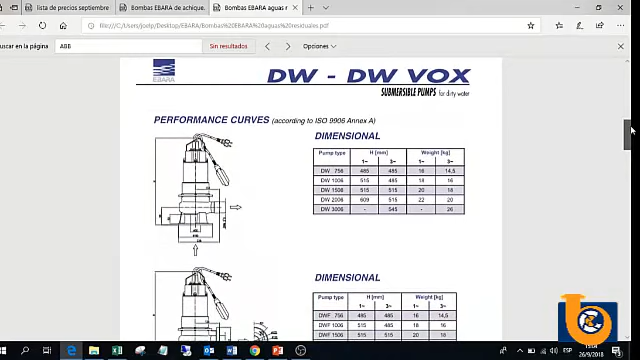 lista de precios septiembre
Bombas EBARA de achique.
Bombas EBARA aguas r
file:///C:/Users/joelp/Desktop/EBARA/Bombas%20EBARA%20aguas%20residuales.pdf
uscar en la página
ABB
Sin resultados
Opciones
EBARA
DW - DW VOX
SUBMERSIBLE PUMPS for dirty water
PERFORMANCE CURVES (according to ISO 9906 Annex A)
DIMENSIONAL
Pump type H [mm] Weight [kg]
1~ 3~ 1~ 3~
DW 756 485 485 16 14,5
DW 1006 515 485 18 16
DW 1506 515 515 20 18
DW 2006 609 515 22 20
DW 3006 - 545 - 26
DIMENSIONAL
Pump type H [mm] Weight [kg]
1~ 3~ 1~ 3~
DWF 756 485 485 16 14,5
DWF 1006 515 485 18 16
DWF 1506 515 515 20 18
ESP
26/9/2018